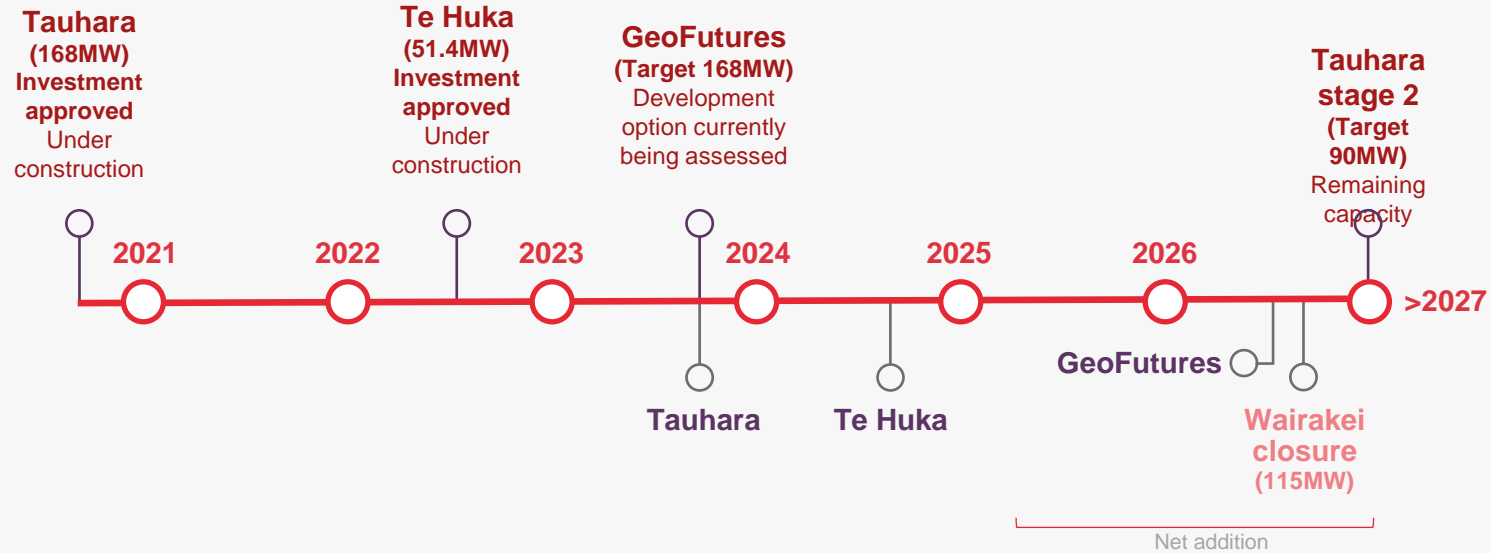 Tauhara
(168MW)
Investment
approved
Under
construction
Te Huka
(51.4MW)
Investment
approved
Under
construction
GeoFutures
(Target 168MW)
Development
option currently
being assessed
Tauhara
stage 2
(Target
90MW)
Remaining
capacity
2021
2022
2023
2024
2025
2026
>2027
Tauhara
Te Huka
GeoFutures
Wairakei
closure
(115MW)
Net addition